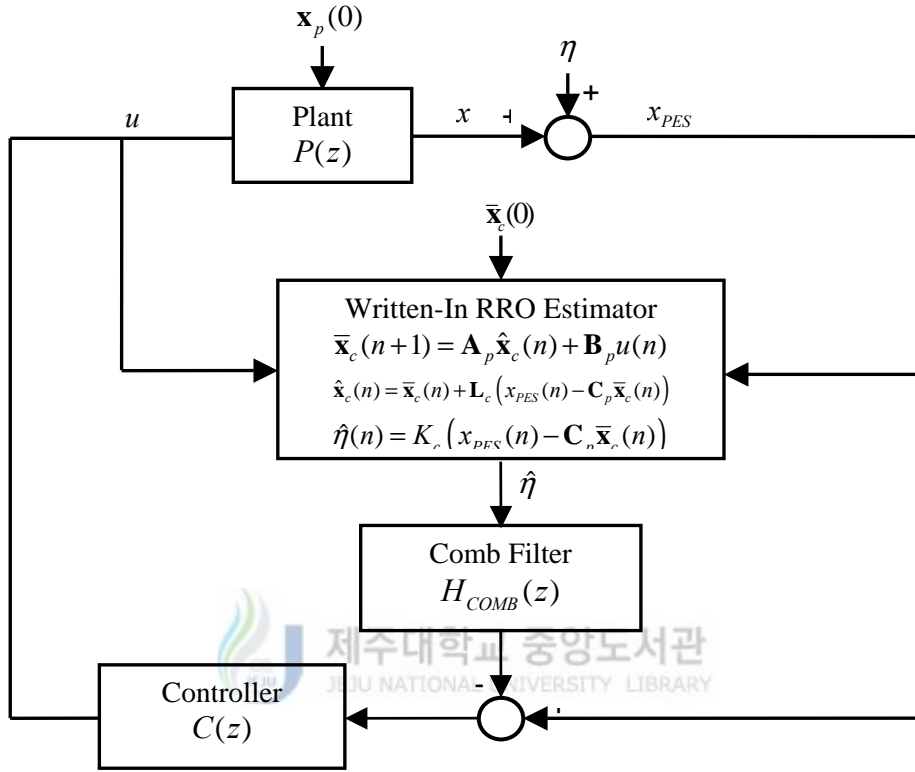 𝐱_p(0)
η
u
Plant
P(z)
x
+
+
x_PES
𝐱̄_c(0)
Written-In RRO Estimator
𝐱̄_c(n+1) = 𝐀_p 𝐱̂_c(n) + 𝐁_p u(n)
𝐱̂_c(n) = 𝐱̄_c(n) + 𝐋_c (x_PES(n) − 𝐂_p 𝐱̄_c(n))
η̂(n) = K_c (x_PES(n) − 𝐂_p 𝐱̄_c(n))
η̂
Comb Filter
H_COMB(z)
제주대학교 중앙도서관
JEJU NATIONAL UNIVERSITY LIBRARY
JEJU
-
Controller
C(z)